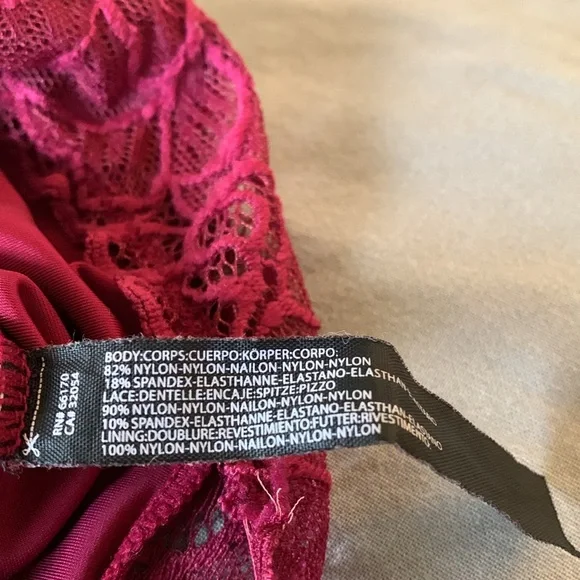 BODY:CORPS:CUERPO:KÖRPER:CORPO:
82% NYLON-NYLON-NAILON-NYLON-NYLON
18% SPANDEX-ELASTHANNE-ELASTANO-ELASTHAN-ELASTANO
LACE:DENTELLE:ENCAJE:SPITZE:PIZZO
90% NYLON-NYLON-NAILON-NYLON-NYLON
10% SPANDEX-ELASTHANNE-ELASTANO-ELASTHAN-ELASTANO
LINING:DOUBLURE:REVESTIMIENTO:FUTTER:RIVESTIMENTO
100% NYLON-NYLON-NAILON-NYLON-NYLON
RN# 66170
CA# 32054